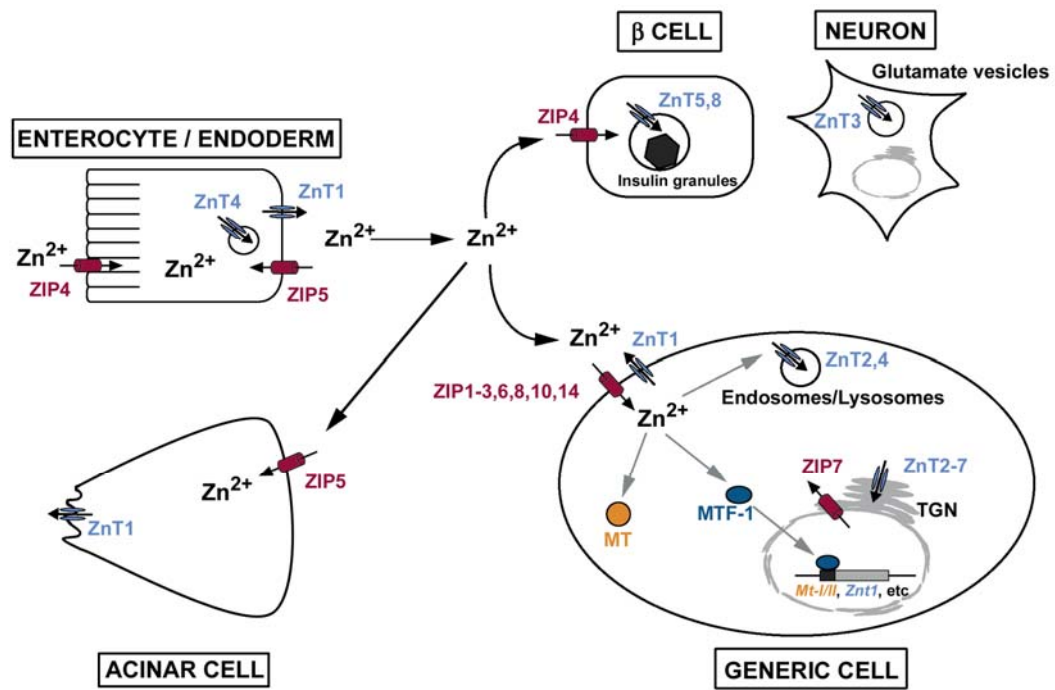 β CELL
NEURON
Glutamate vesicles
ZnT3
ZIP4
ZnT5,8
Insulin granules
ENTEROCYTE / ENDODERM
ZnT4
ZnT1
Zn2+
ZIP4
Zn2+
ZIP5
Zn2+
Zn2+
Zn2+
ZnT1
ZIP1-3,6,8,10,14
Zn2+
ZnT2,4
Endosomes/Lysosomes
MT
MTF-1
ZIP7
ZnT2-7
TGN
Mt-I/II, Znt1, etc
GENERIC CELL
Zn2+
ZIP5
ZnT1
ACINAR CELL